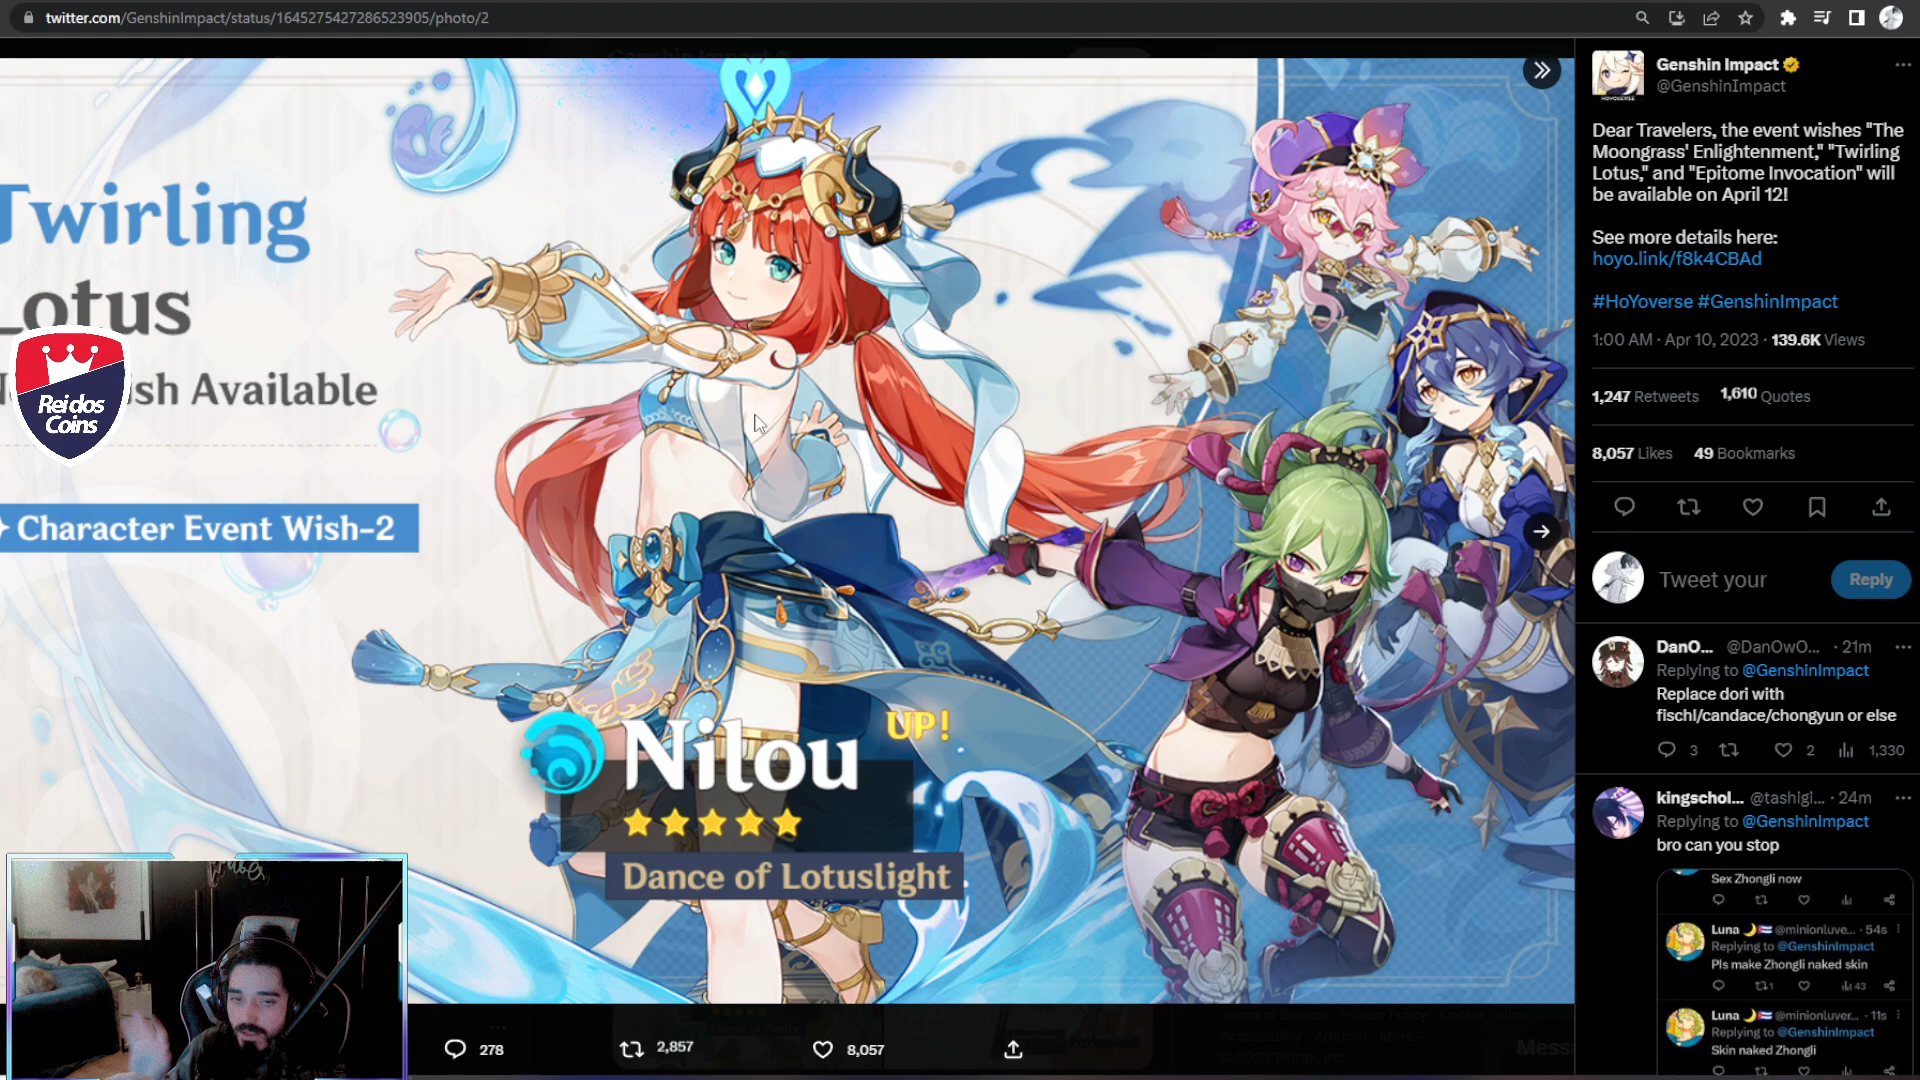 twitter.com/GenshinImpact/status/1645275427286523905/photo/2
Twirling
Lotus
sh Available
Rei dos
Coins
Character Event Wish-2
Nilou
UP!
Dance of Lotuslight
278
2,857
8,057
Genshin Impact
@GenshinImpact
Dear Travelers, the event wishes "The
Moongrass' Enlightenment," "Twirling
Lotus," and "Epitome Invocation" will
be available on April 12!
See more details here:
hoyo.link/f8k4CBAd
#HoYoverse #GenshinImpact
1:00 AM · Apr 10, 2023 · 139.6K Views
1,247 Retweets 1,610 Quotes
8,057 Likes 49 Bookmarks
Tweet your
Reply
DanO... @DanOwO... · 21m
Replying to @GenshinImpact
Replace dori with
fischl/candace/chongyun or else
3 2 1,330
kingschol... @tashigi... · 24m
Replying to @GenshinImpact
bro can you stop
Sex Zhongli now
Luna @minionluve... · 54s
Replying to @GenshinImpact
Pls make Zhongli naked skin
1 43
Luna @minionluver... · 11s
Replying to @GenshinImpact
Skin naked Zhongli